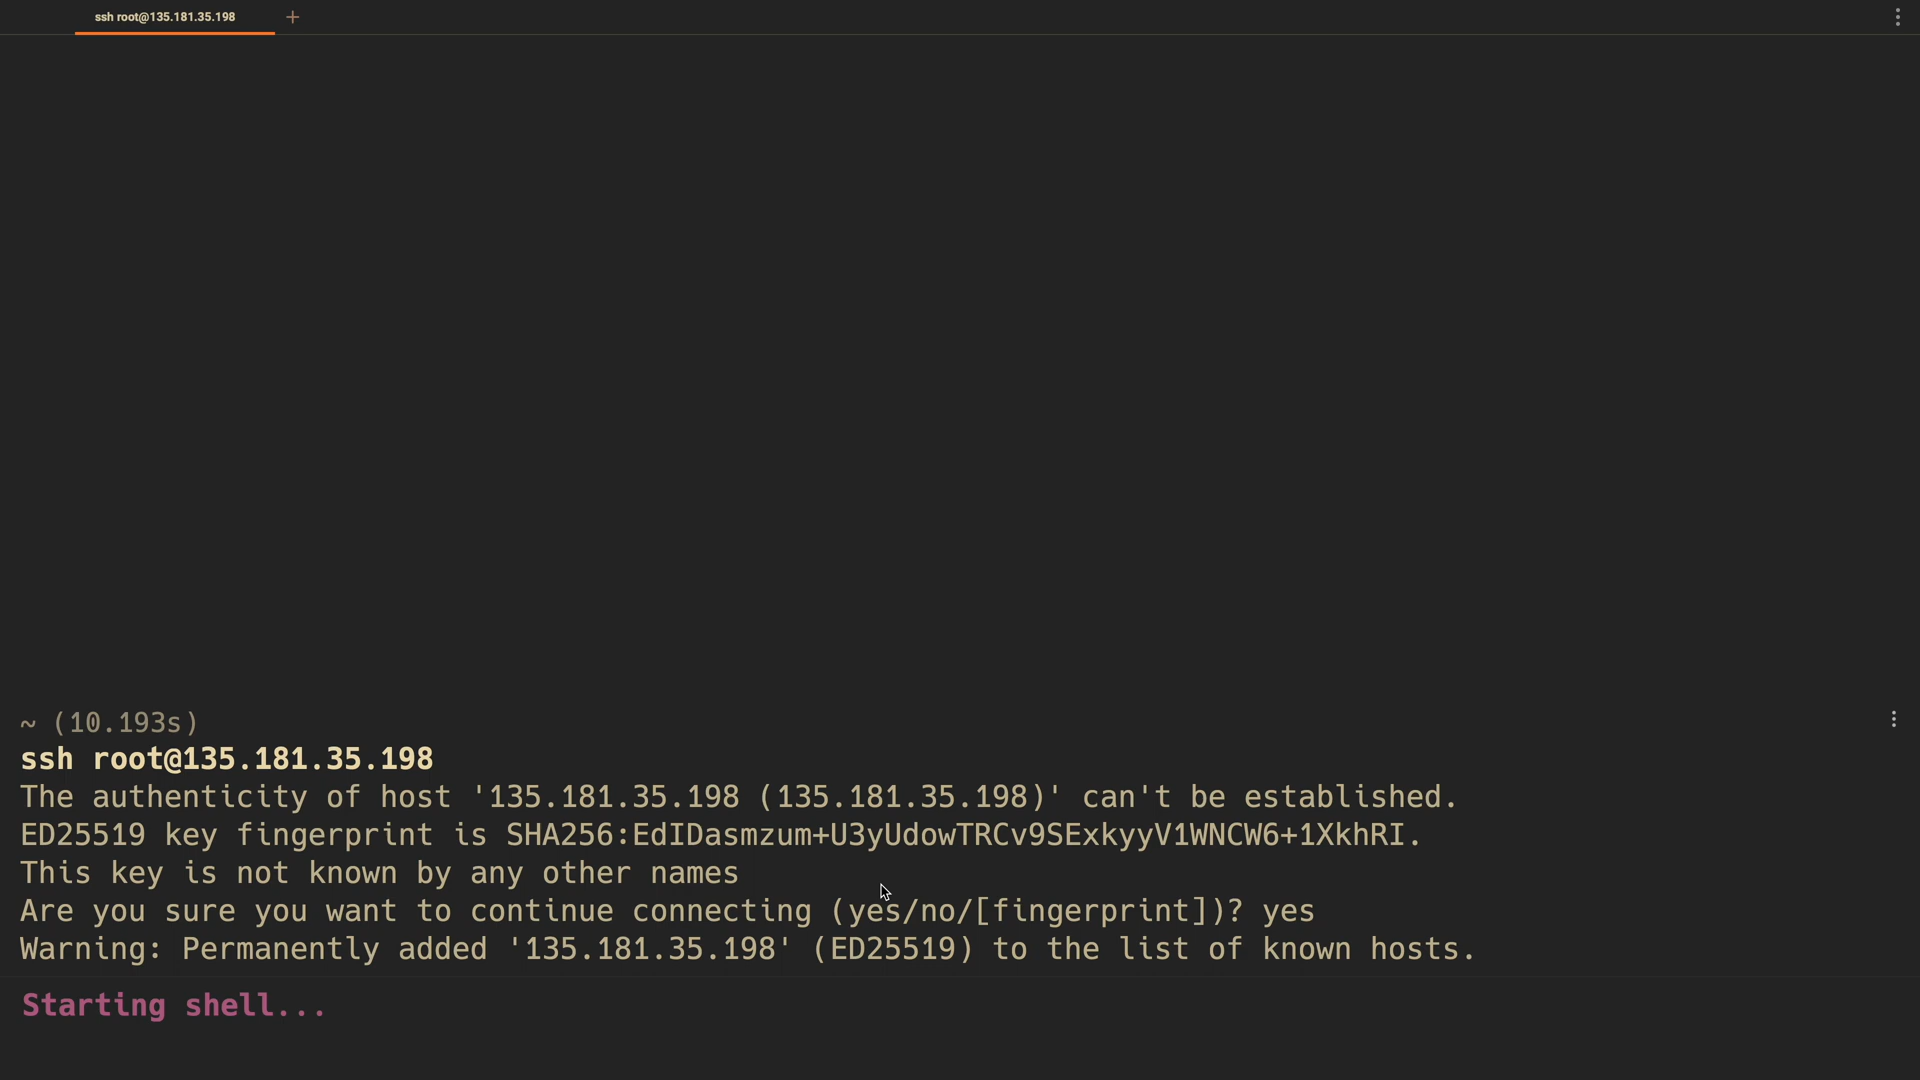 ssh root@135.181.35.198 +
~ (10.193s)
ssh root@135.181.35.198
The authenticity of host '135.181.35.198 (135.181.35.198)' can't be established.
ED25519 key fingerprint is SHA256:EdIDasmzum+U3yUdowTRCv9SExkyyV1WNCW6+1XkhRI.
This key is not known by any other names
Are you sure you want to continue connecting (yes/no/[fingerprint])? yes
Warning: Permanently added '135.181.35.198' (ED25519) to the list of known hosts.
Starting shell...